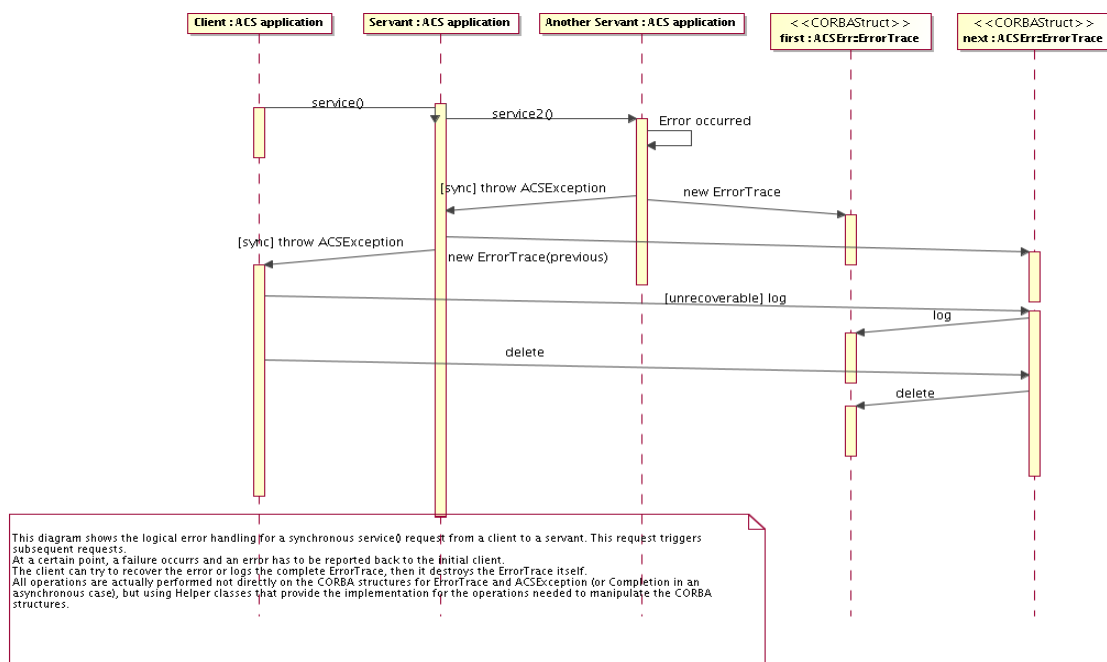 Client : ACS application
Servant : ACS application
Another Servant : ACS application
<<CORBAStruct>>
first : ACSErr::ErrorTrace
<<CORBAStruct>>
next : ACSErr::ErrorTrace
service()
service2()
Error occurred
[sync] throw ACSException
new ErrorTrace
[sync] throw ACSException
new ErrorTrace(previous)
[unrecoverable] log
log
delete
delete
This diagram shows the logical error handling for a synchronous service() request from a client to a servant. This request triggers
subsequent requests.
At a certain point, a failure occurrs and an error has to be reported back to the initial client.
The client can try to recover the error or logs the complete ErrorTrace, then it destroys the ErrorTrace itself.
All operations are actually performed not directly on the CORBA structures for ErrorTrace and ACSException (or Completion in an
asynchronous case), but using Helper classes that provide the implementation for the operations needed to manipulate the CORBA
structures.